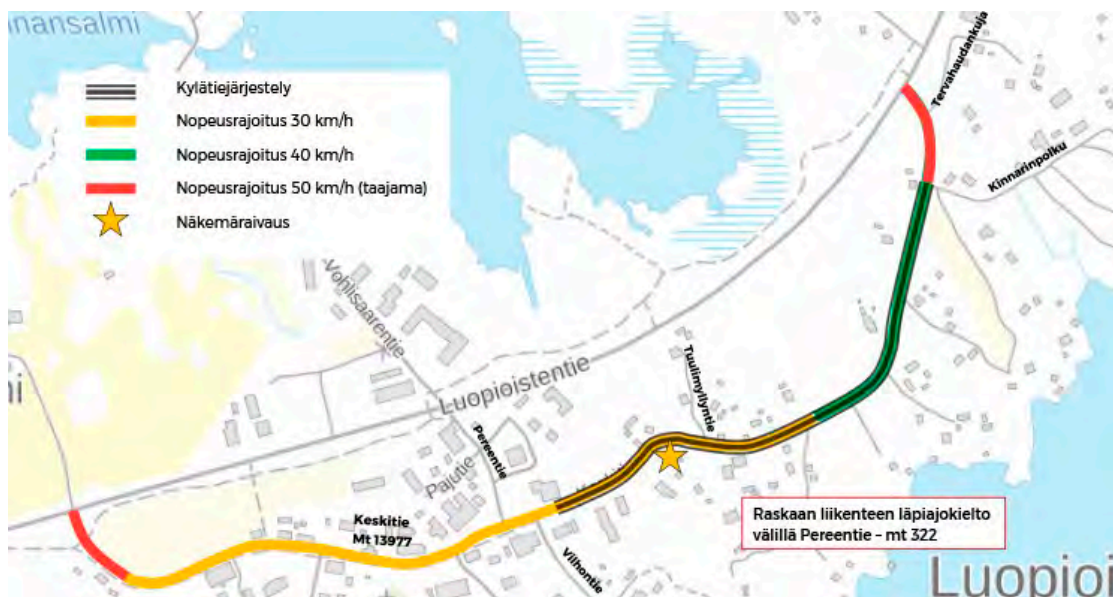 nansalmi
Kylätiejärjestely
Nopeusrajoitus 30 km/h
Nopeusrajoitus 40 km/h
Nopeusrajoitus 50 km/h (taajama)
Näkemäraivaus
Tervahaudankuja
Kinnarinpolku
Vohlisaarentie
Luopioistentie
Tuulimyllyntie
Pereentie
Pajutie
Keskitie
Mt 13977
Vilhontie
Raskaan liikenteen läpiajokielto
välillä Pereentie – mt 322
Luopioi